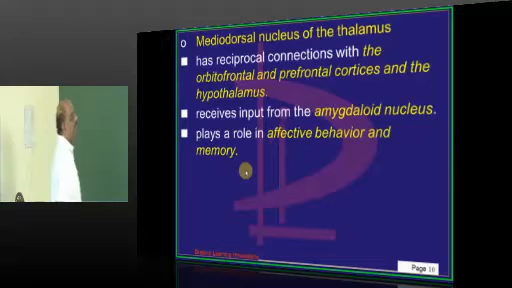 Mediodorsal nucleus of the thalamus
has reciprocal connections with the
orbitofrontal and prefrontal cortices and the
hypothalamus.
receives input from the amygdaloid nucleus.
plays a role in affective behavior and
memory.
Page 10